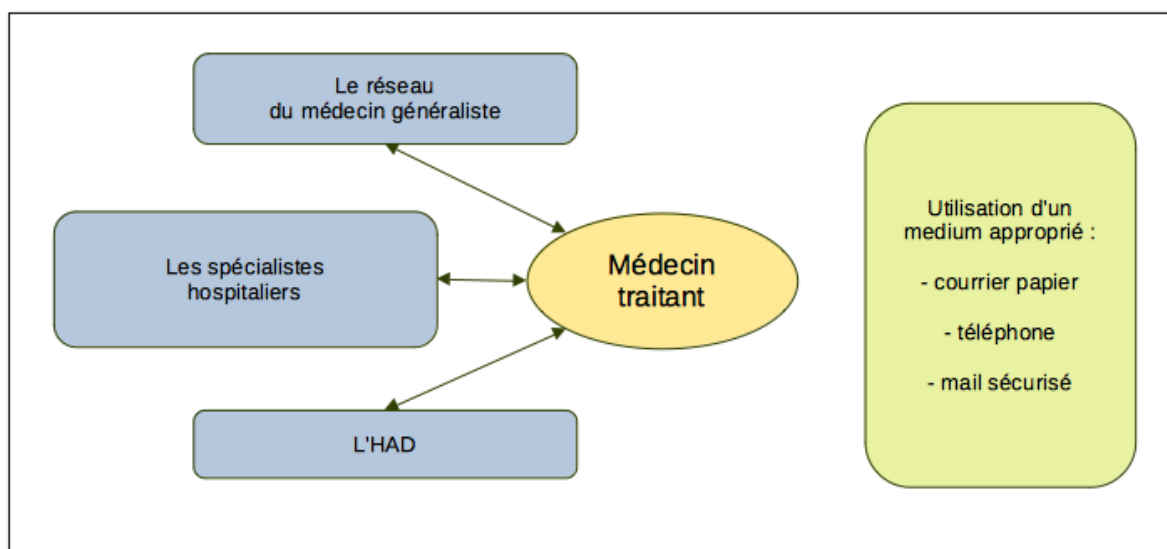 Le réseau
du médecin généraliste
Les spécialistes
hospitaliers
Médecin
traitant
L'HAD
Utilisation d'un
medium approprié :
- courrier papier
- téléphone
- mail sécurisé